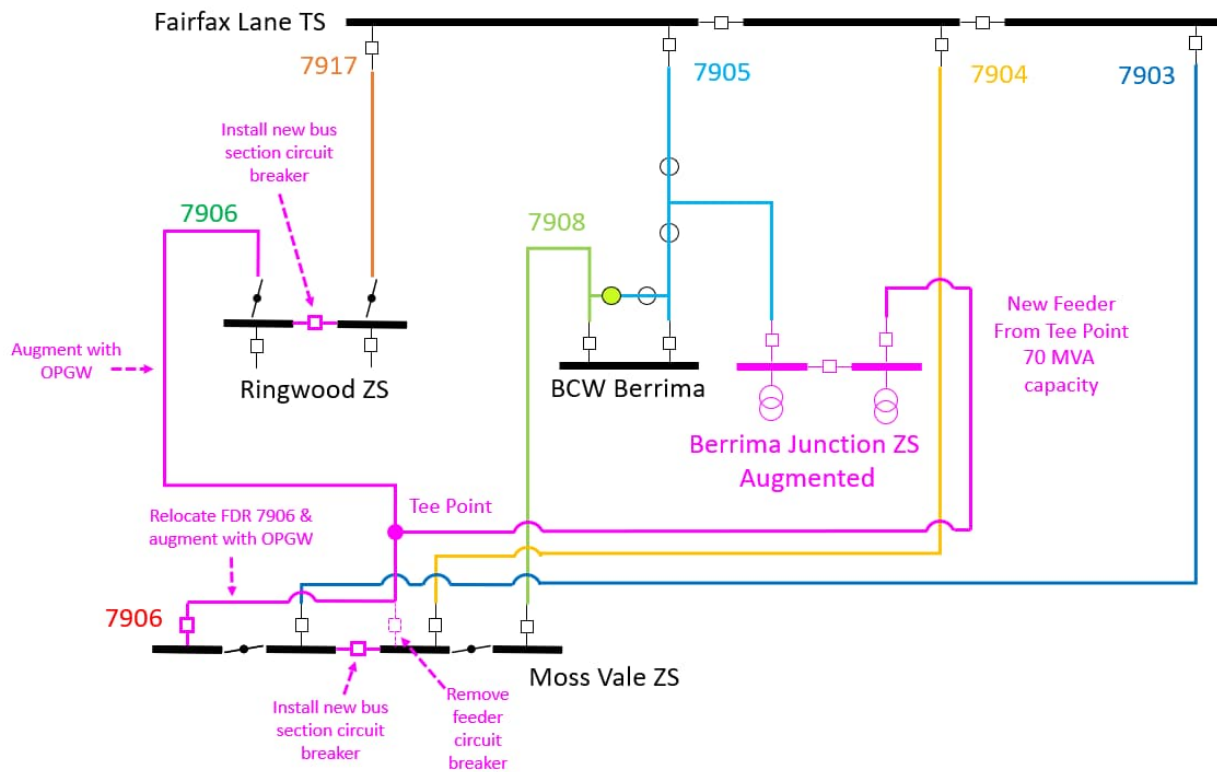 Fairfax Lane TS
7917
7905
7904
7903
Install new bus
section circuit
breaker
7906
7908
Augment with
OPGW
Ringwood ZS
BCW Berrima
New Feeder
From Tee Point
70 MVA
capacity
Berrima Junction ZS
Augmented
Tee Point
Relocate FDR 7906 &
augment with OPGW
7906
Moss Vale ZS
Install new bus
section circuit
breaker
Remove
feeder
circuit
breaker